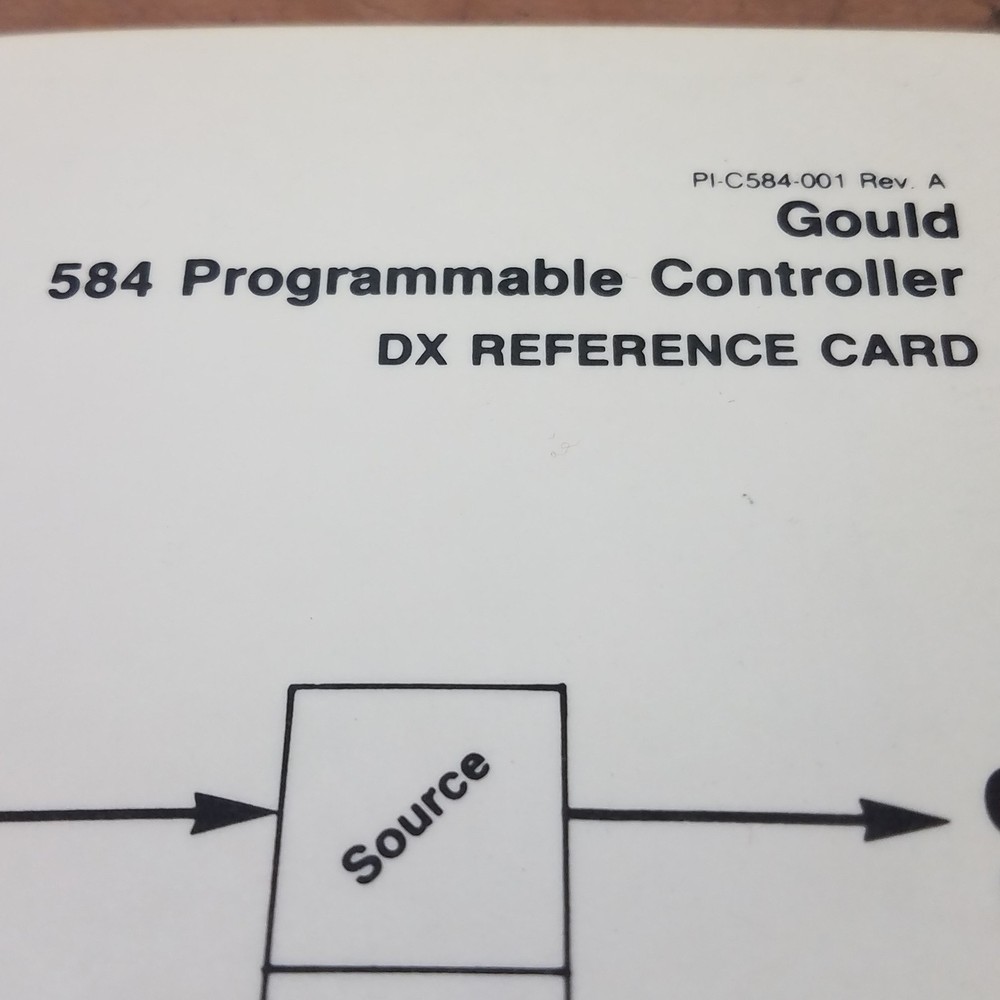 PI-C584-001 Rev. A
Gould
584 Programmable Controller
DX REFERENCE CARD
Source